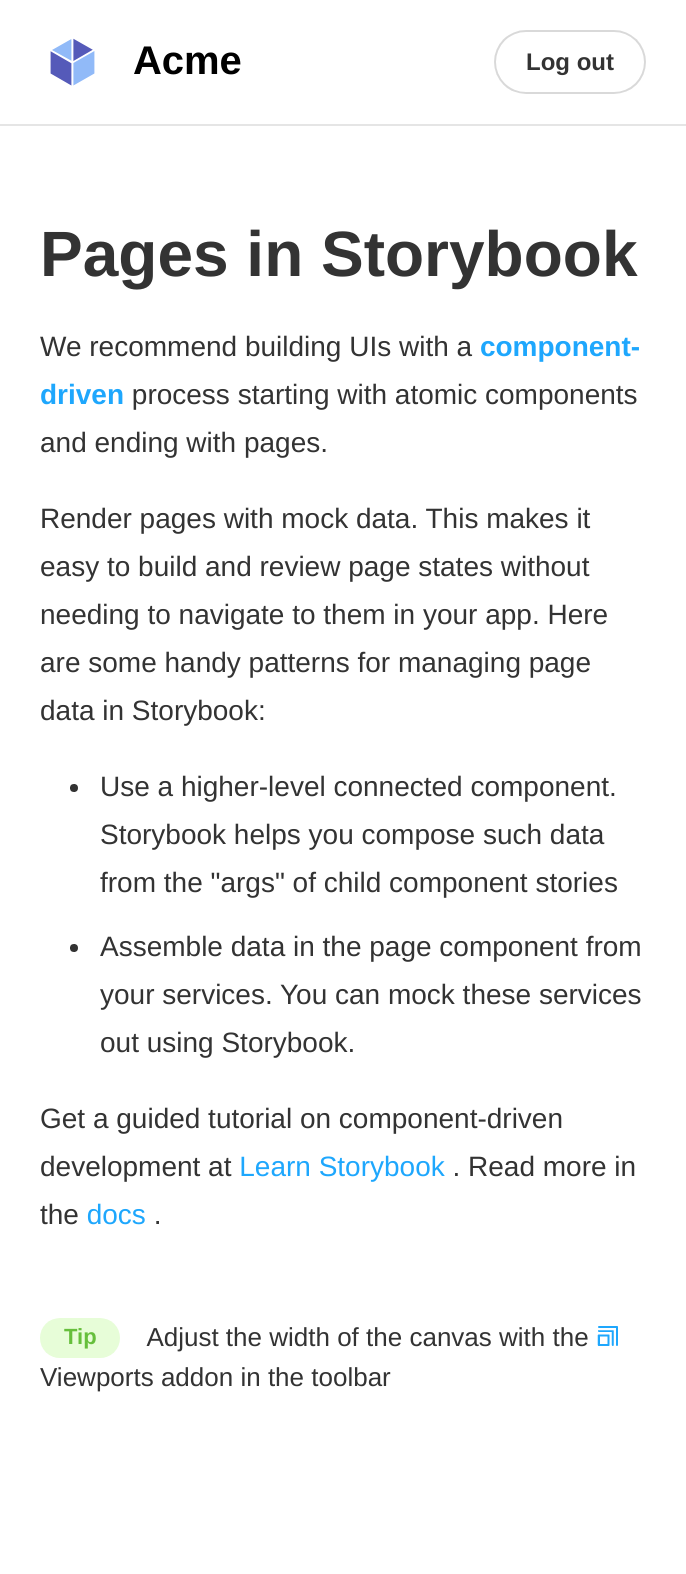 Acme
Log out
Pages in Storybook
We recommend building UIs with a component-
driven process starting with atomic components
and ending with pages.
Render pages with mock data. This makes it
easy to build and review page states without
needing to navigate to them in your app. Here
are some handy patterns for managing page
data in Storybook:
• Use a higher-level connected component.
Storybook helps you compose such data
from the "args" of child component stories
• Assemble data in the page component from
your services. You can mock these services
out using Storybook.
Get a guided tutorial on component-driven
development at Learn Storybook . Read more in
the docs .
Tip Adjust the width of the canvas with the
Viewports addon in the toolbar